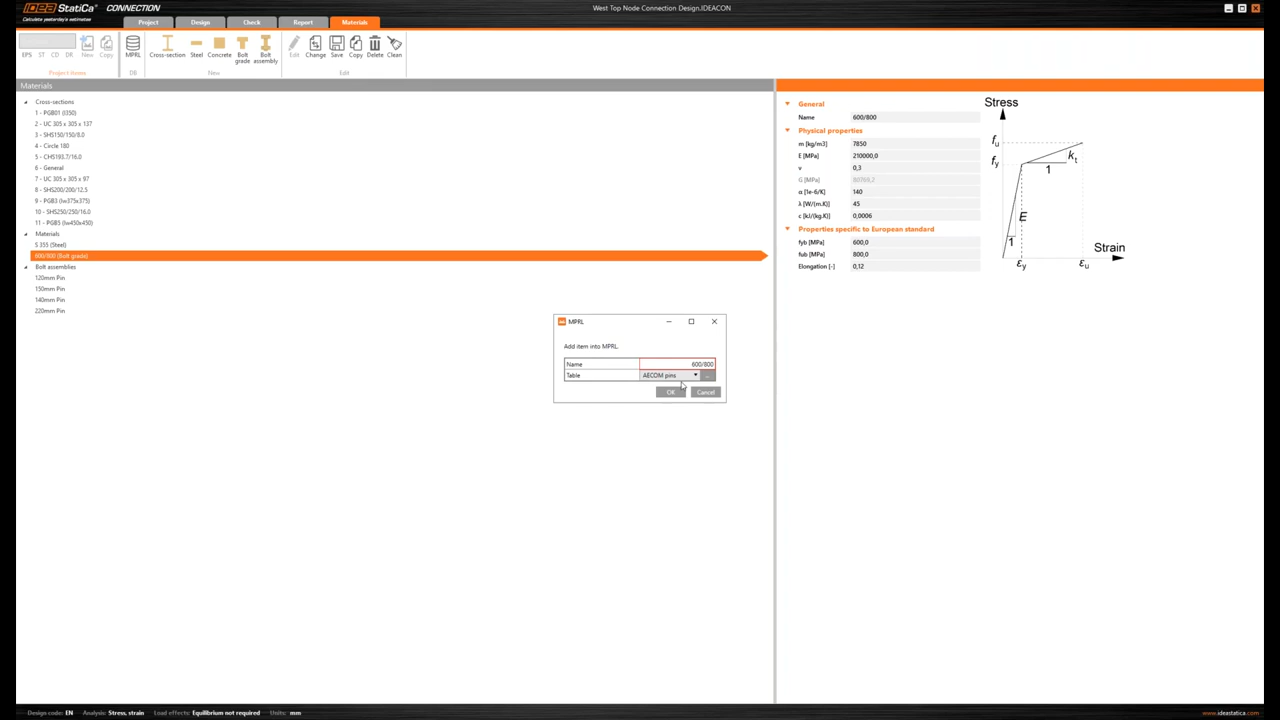 IDEA StatiCa CONNECTION
Calculate yesterday's estimates
West Top Node Connection Design.IDEACON
Project
Design
Check
Report
Materials
EPS ST CD DR New Copy
Project items
MPRL
DB
Cross-section Steel Concrete Bolt grade Bolt assembly
New
Edit Change Save Copy Delete Clean
Edit
Materials
Cross-sections
1 - PGB01 (I350)
2 - UC 305 x 305 x 137
3 - SHS150/150/8.0
4 - Circle 180
5 - CHS193.7/16.0
6 - General
7 - UC 305 x 305 x 97
8 - SHS200/200/12.5
9 - PGB3 (Iw375x375)
10 - SHS250/250/16.0
11 - PGB5 (Iw450x450)
Materials
S 355 (Steel)
600/800 (Bolt grade)
Bolt assemblies
120mm Pin
150mm Pin
140mm Pin
220mm Pin
MPRL
Add item into MPRL.
Name 600/800
Table AECOM pins ...
OK Cancel
General
Name 600/800
Physical properties
m [kg/m3] 7850
E [MPa] 210000,0
ν 0,3
G [MPa] 80769,2
α [1e-6/K] 140
λ [W/(m.K)] 45
c [kJ/(kg.K)] 0,0006
Properties specific to European standard
fyb [MPa] 600,0
fub [MPa] 800,0
Elongation [-] 0,12
Stress
fu
fy
kt
1
E
1
Strain
εy
εu
Design code: EN Analysis: Stress, strain Load effects: Equilibrium not required Units: mm
www.ideastatica.com